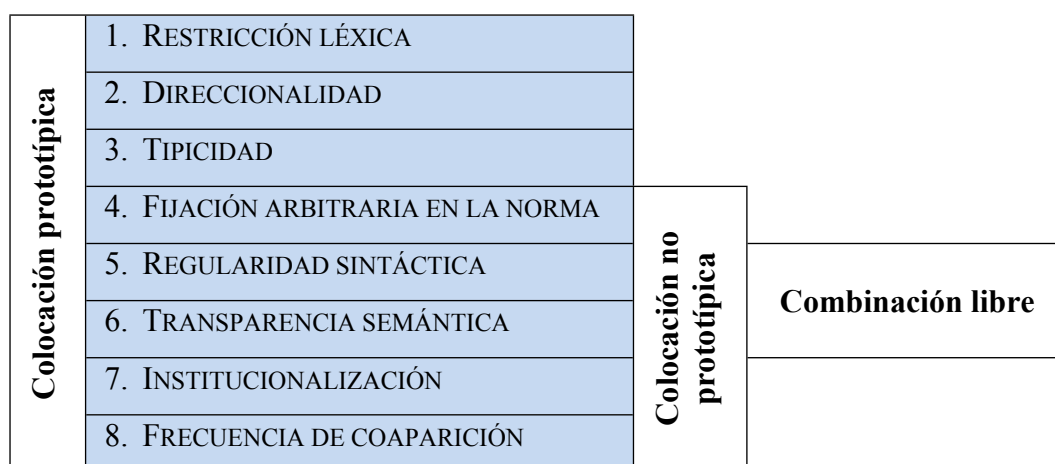 Colocación prototípica
1. RESTRICCIÓN LÉXICA
2. DIRECCIONALIDAD
3. TIPICIDAD
4. FIJACIÓN ARBITRARIA EN LA NORMA
5. REGULARIDAD SINTÁCTICA
6. TRANSPARENCIA SEMÁNTICA
7. INSTITUCIONALIZACIÓN
8. FRECUENCIA DE COAPARICIÓN
Colocación no
prototípica
Combinación libre